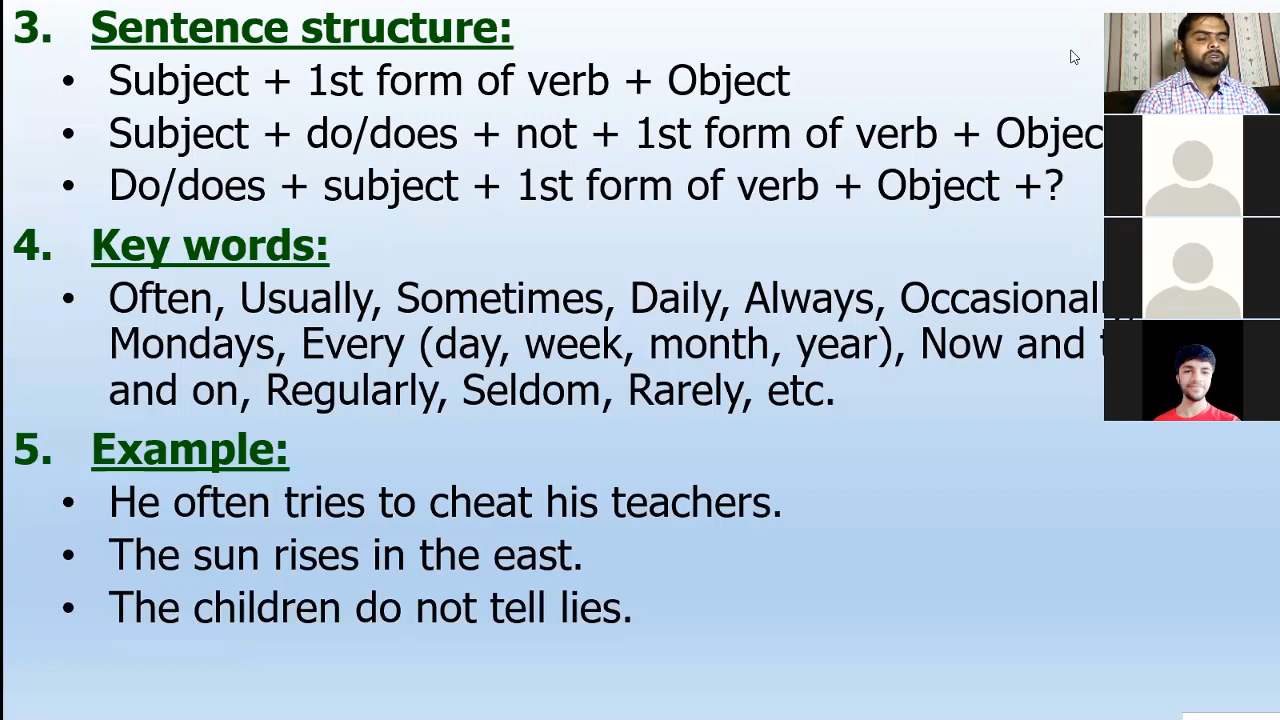 3. Sentence structure:
• Subject + 1st form of verb + Object
• Subject + do/does + not + 1st form of verb + Objec
• Do/does + subject + 1st form of verb + Object +?
4. Key words:
• Often, Usually, Sometimes, Daily, Always,
Mondays, Every (day, week, month, year), Now and
and on, Regularly, Seldom, Rarely, etc.
5. Example:
• He often tries to cheat his teachers.
• The sun rises in the east.
• The children do not tell lies.